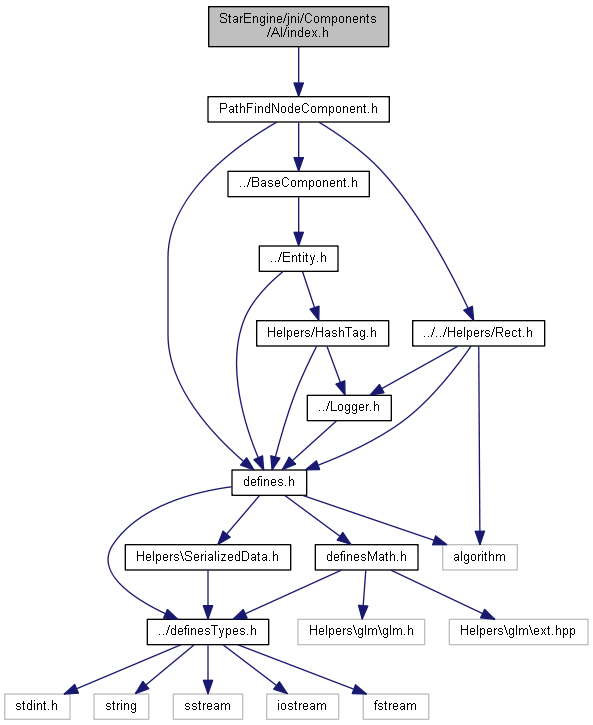 StarEngine/jni/Components
/AI/index.h
PathFindNodeComponent.h
../BaseComponent.h
../Entity.h
Helpers/HashTag.h
../../Helpers/Rect.h
../Logger.h
defines.h
Helpers\SerializedData.h
definesMath.h
algorithm
../definesTypes.h
Helpers\glm\glm.h
Helpers\glm\ext.hpp
stdint.h
string
sstream
iostream
fstream